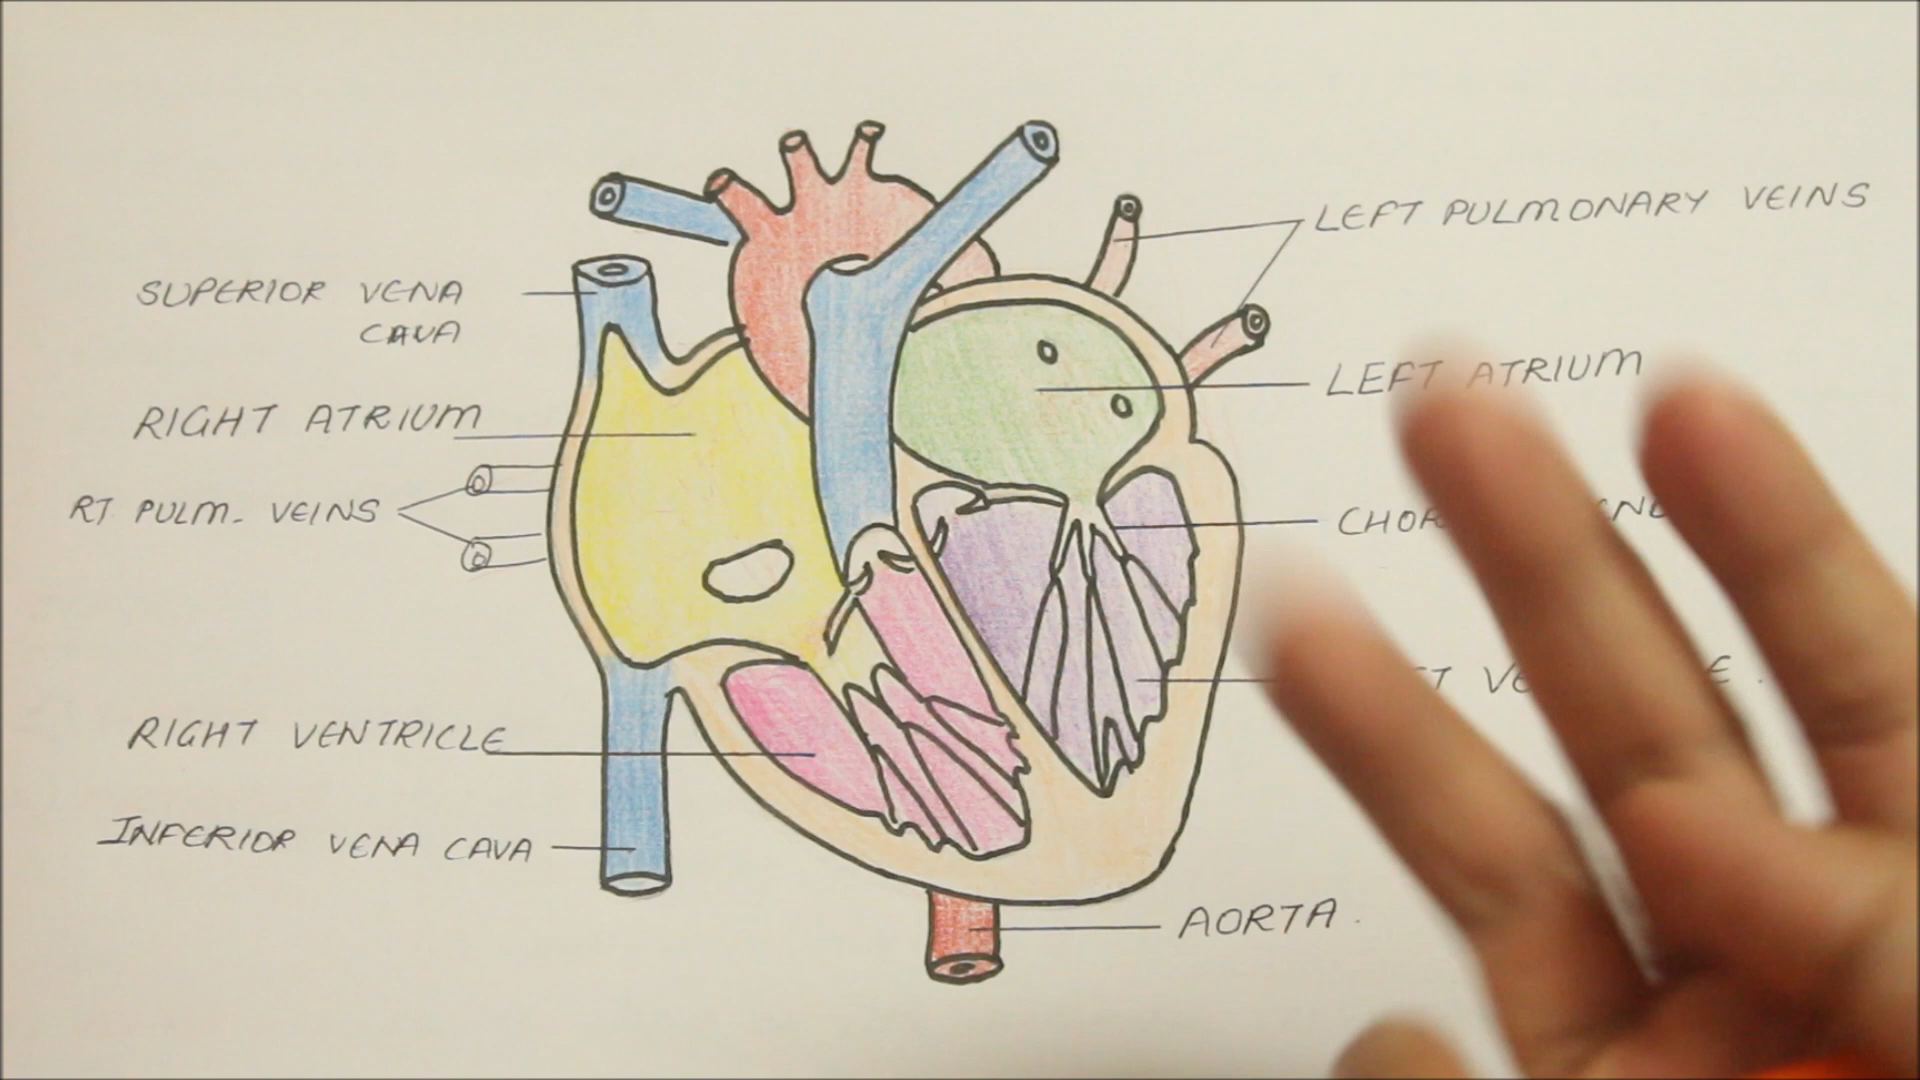 SUPERIOR VENA
CAVA
RIGHT ATRIUM
RT. PULM. VEINS
RIGHT VENTRICLE
INFERIOR VENA CAVA
LEFT PULMONARY VEINS
LEFT ATRIUM
AORTA.